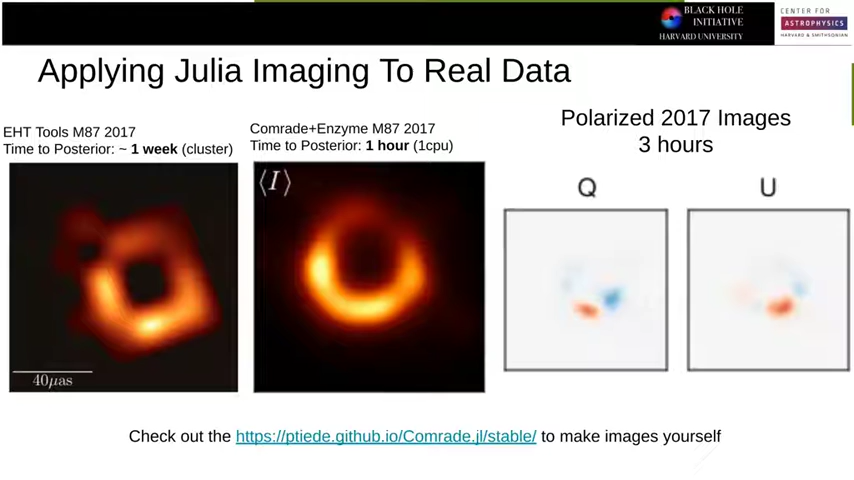 BLACK HOLE
INITIATIVE
HARVARD UNIVERSITY
CENTER FOR
ASTROPHYSICS
HARVARD & SMITHSONIAN
Applying Julia Imaging To Real Data
EHT Tools M87 2017
Time to Posterior: ~ 1 week (cluster)
Comrade+Enzyme M87 2017
Time to Posterior: 1 hour (1cpu)
Polarized 2017 Images
3 hours
⟨I⟩
Q
U
40μas
Check out the https://ptiede.github.io/Comrade.jl/stable/ to make images yourself